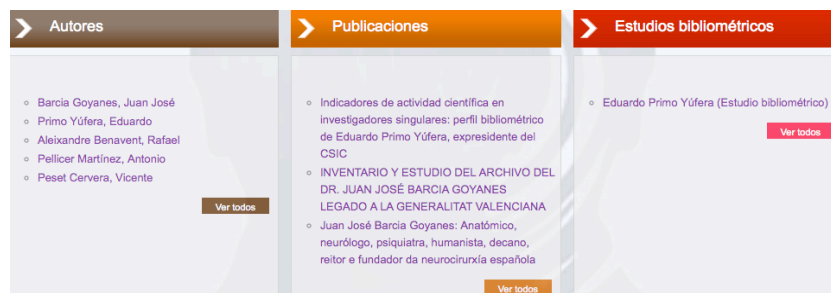 Autores
Barcia Goyanes, Juan José
Primo Yúfera, Eduardo
Aleixandre Benavent, Rafael
Pellicer Martínez, Antonio
Peset Cervera, Vicente
Ver todos
Publicaciones
Indicadores de actividad científica en
investigadores singulares: perfil bibliométrico
de Eduardo Primo Yúfera, expresidente del
CSIC
INVENTARIO Y ESTUDIO DEL ARCHIVO DEL
DR. JUAN JOSÉ BARCIA GOYANES
LEGADO A LA GENERALITAT VALENCIANA
Juan José Barcia Goyanes: Anatómico,
neurólogo, psiquiatra, humanista, decano,
reitor e fundador da neurocirurxía española
Ver todos
Estudios bibliométricos
Eduardo Primo Yúfera (Estudio bibliométrico)
Ver todos